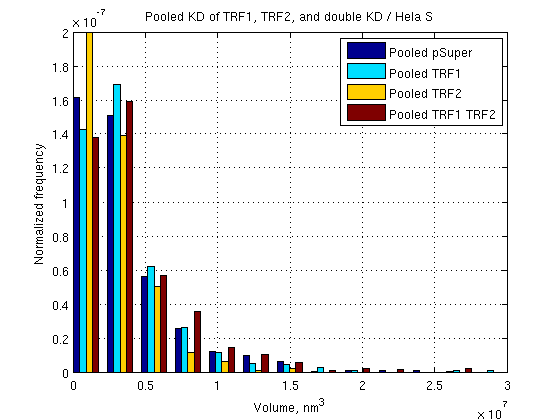 Pooled KD of TRF1, TRF2, and double KD / Hela S
× 10^-7
2
1.8
1.6
1.4
1.2
1
0.8
0.6
0.4
0.2
0
Normalized frequency
Pooled pSuper
Pooled TRF1
Pooled TRF2
Pooled TRF1 TRF2
0 0.5 1 1.5 2 2.5 3
× 10^7
Volume, nm^3